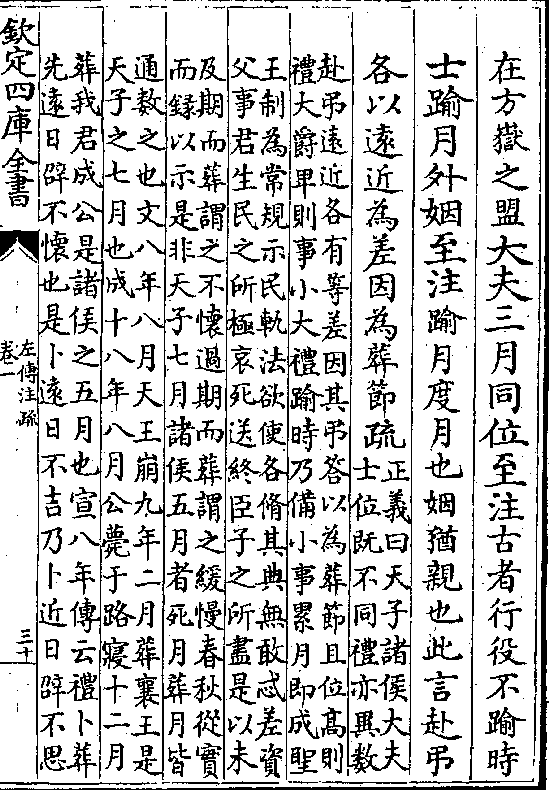 在方嶽之盟大夫三月同位至注古者行役不踰時
士踰月外姻至注踰月度月也姻猶親也此言赴弔
各以遠近為差因為葬節疏
正義曰天子諸侯大夫
士位既不同禮亦異數
赴弔遠近各有等差因其弔答以為葬節且位髙則
禮大爵卑則事小大禮踰時乃備小事累月即成聖
王制為常規示民軌法欲使各脩其典無敢忒差資
父事君生民之所極哀死送終臣子之所盡是以未
及期而葬謂之不懷過期而葬謂之緩慢春秋從實
而録以示是非天子七月諸侯五月者死月葬月皆
通數之也文八年八月天王崩九年二月葬襄王是
天子之七月也成十八年八月公薨于路寢十二月
葬我君成公是諸侯之五月也宣八年傳云禮卜葬
先遠日辟不懷也是卜遠日不吉乃卜近日辟不思
欽定四庫全書
左傳注疏
卷一
三十